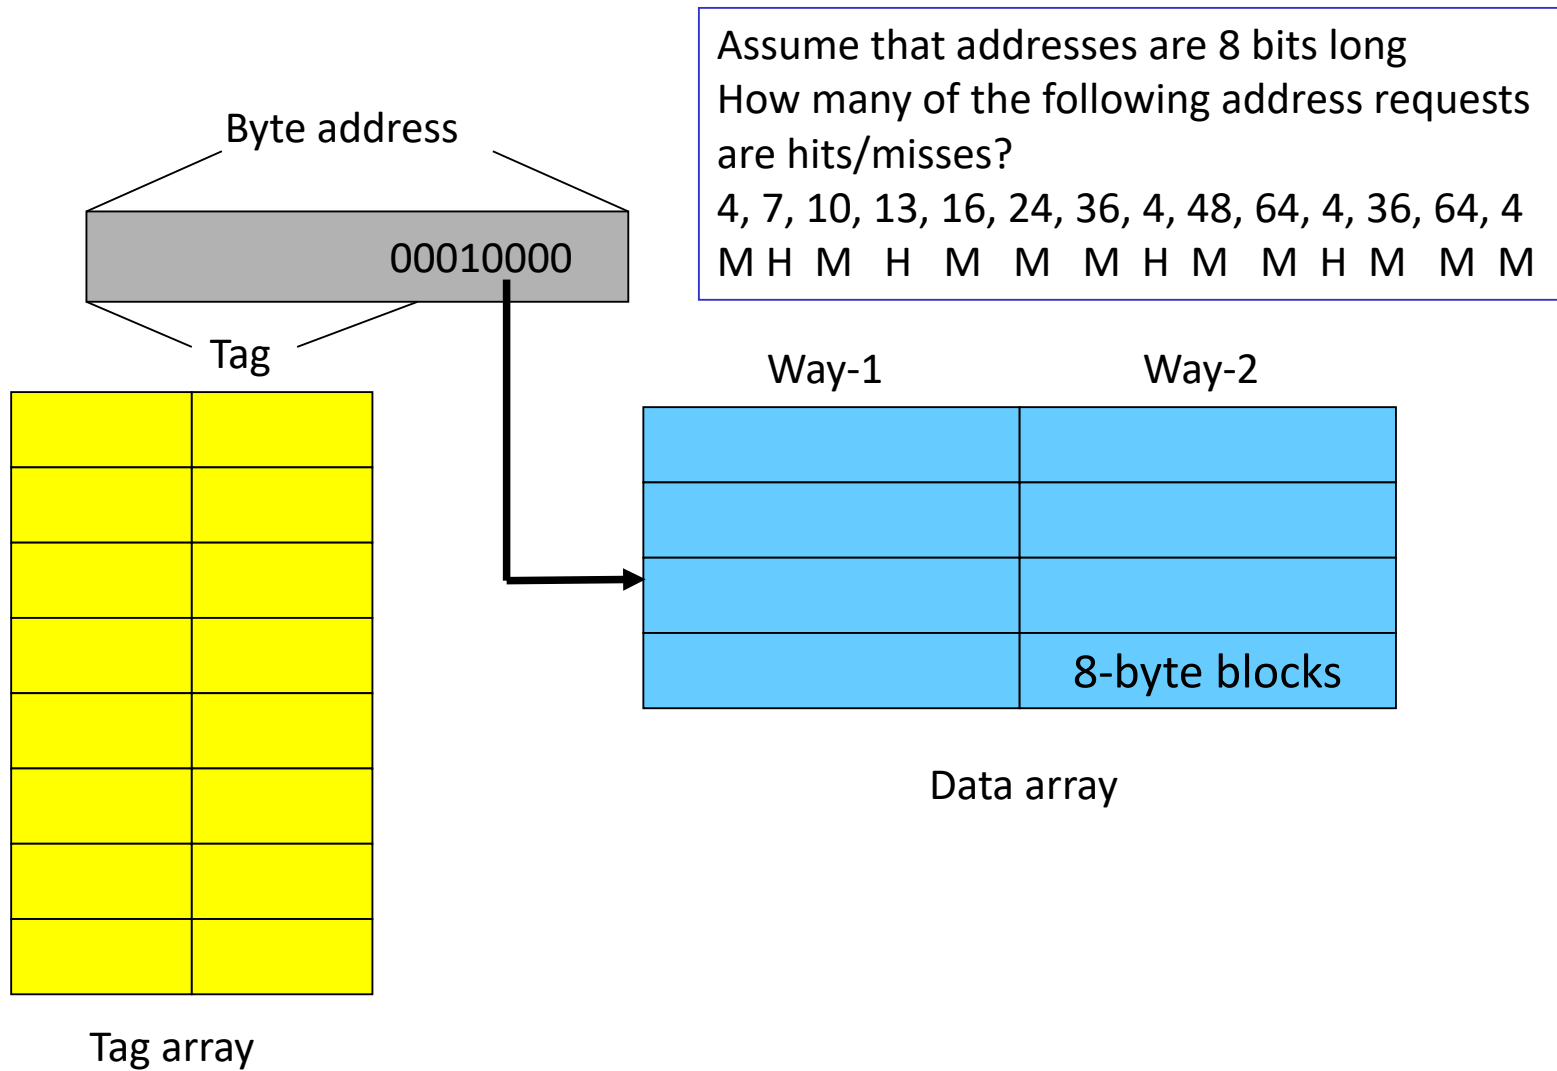 Assume that addresses are 8 bits long
How many of the following address requests
are hits/misses?
4, 7, 10, 13, 16, 24, 36, 4, 48, 64, 4, 36, 64, 4
M H M H M M M H M M H M M M
Byte address
00010000
Tag
Way-1 Way-2
8-byte blocks
Data array
Tag array